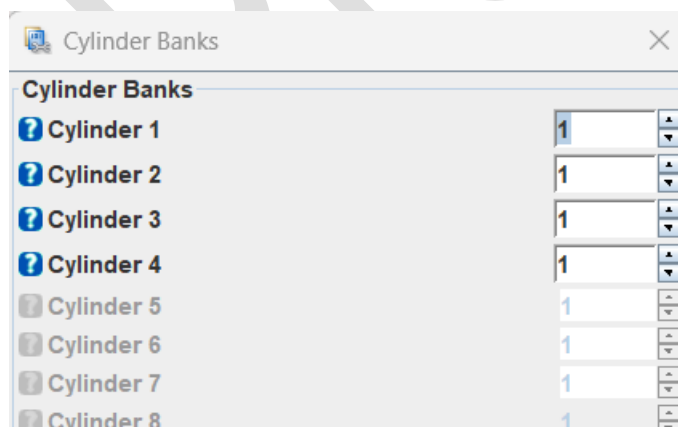 Cylinder Banks
Cylinder Banks
? Cylinder 1 1
? Cylinder 2 1
? Cylinder 3 1
? Cylinder 4 1
? Cylinder 5 1
? Cylinder 6 1
? Cylinder 7 1
? Cylinder 8 1